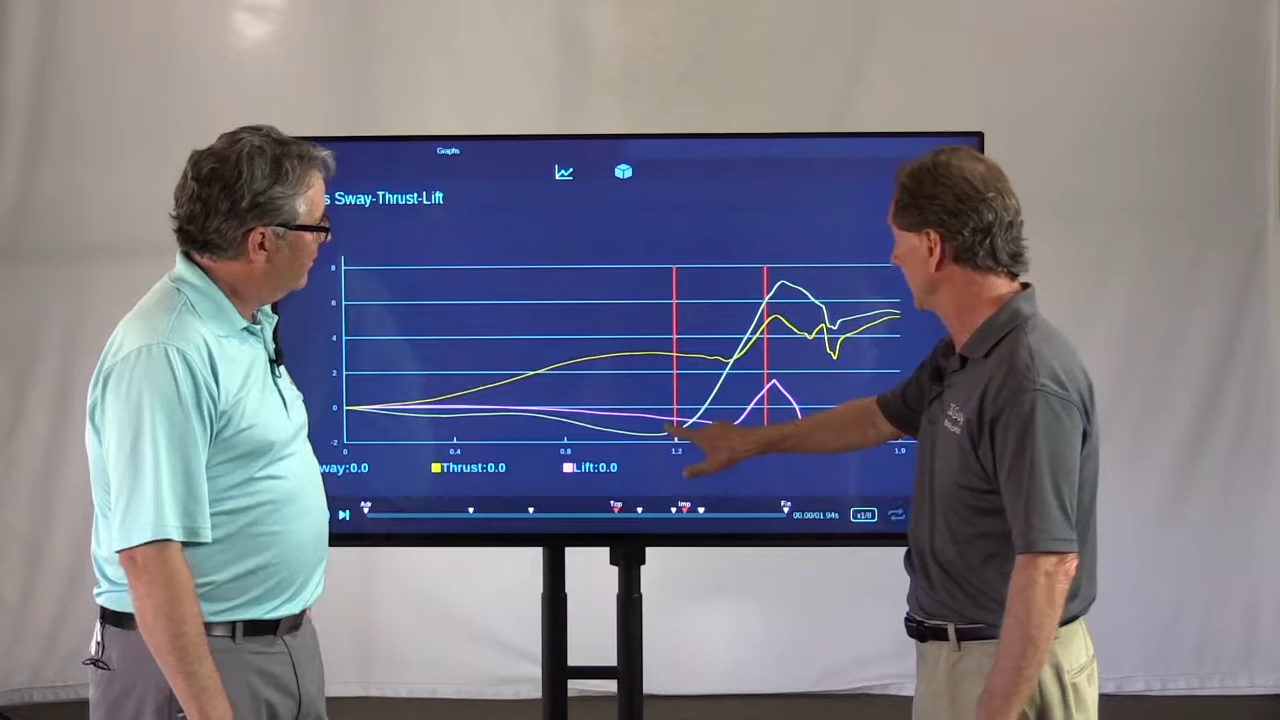 Graphs
s Sway-Thrust-Lift
8
6
4
2
0
-2
0 0.4 0.8 1.2 1.9
way:0.0 Thrust:0.0 Lift:0.0
Adr Top Imp Fin
00.00/01.94s x1/8